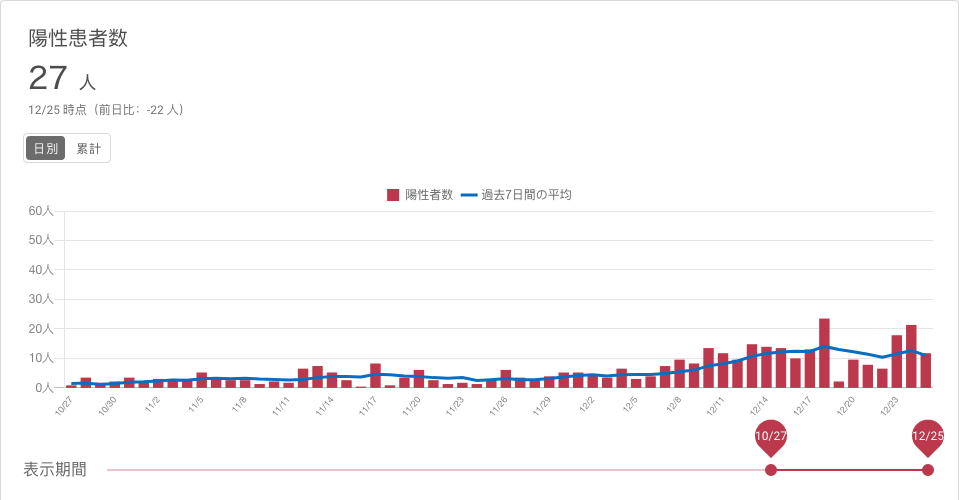 陽性患者数
27 人
12/25 時点（前日比：-22 人）
日別 累計
陽性者数 過去7日間の平均
60人
50人
40人
30人
20人
10人
0人
10/27 10/30 11/2 11/5 11/8 11/11 11/14 11/17 11/20 11/23 11/26 11/29 12/2 12/5 12/8 12/11 12/14 12/17 12/20 12/23
10/27 12/25
表示期間